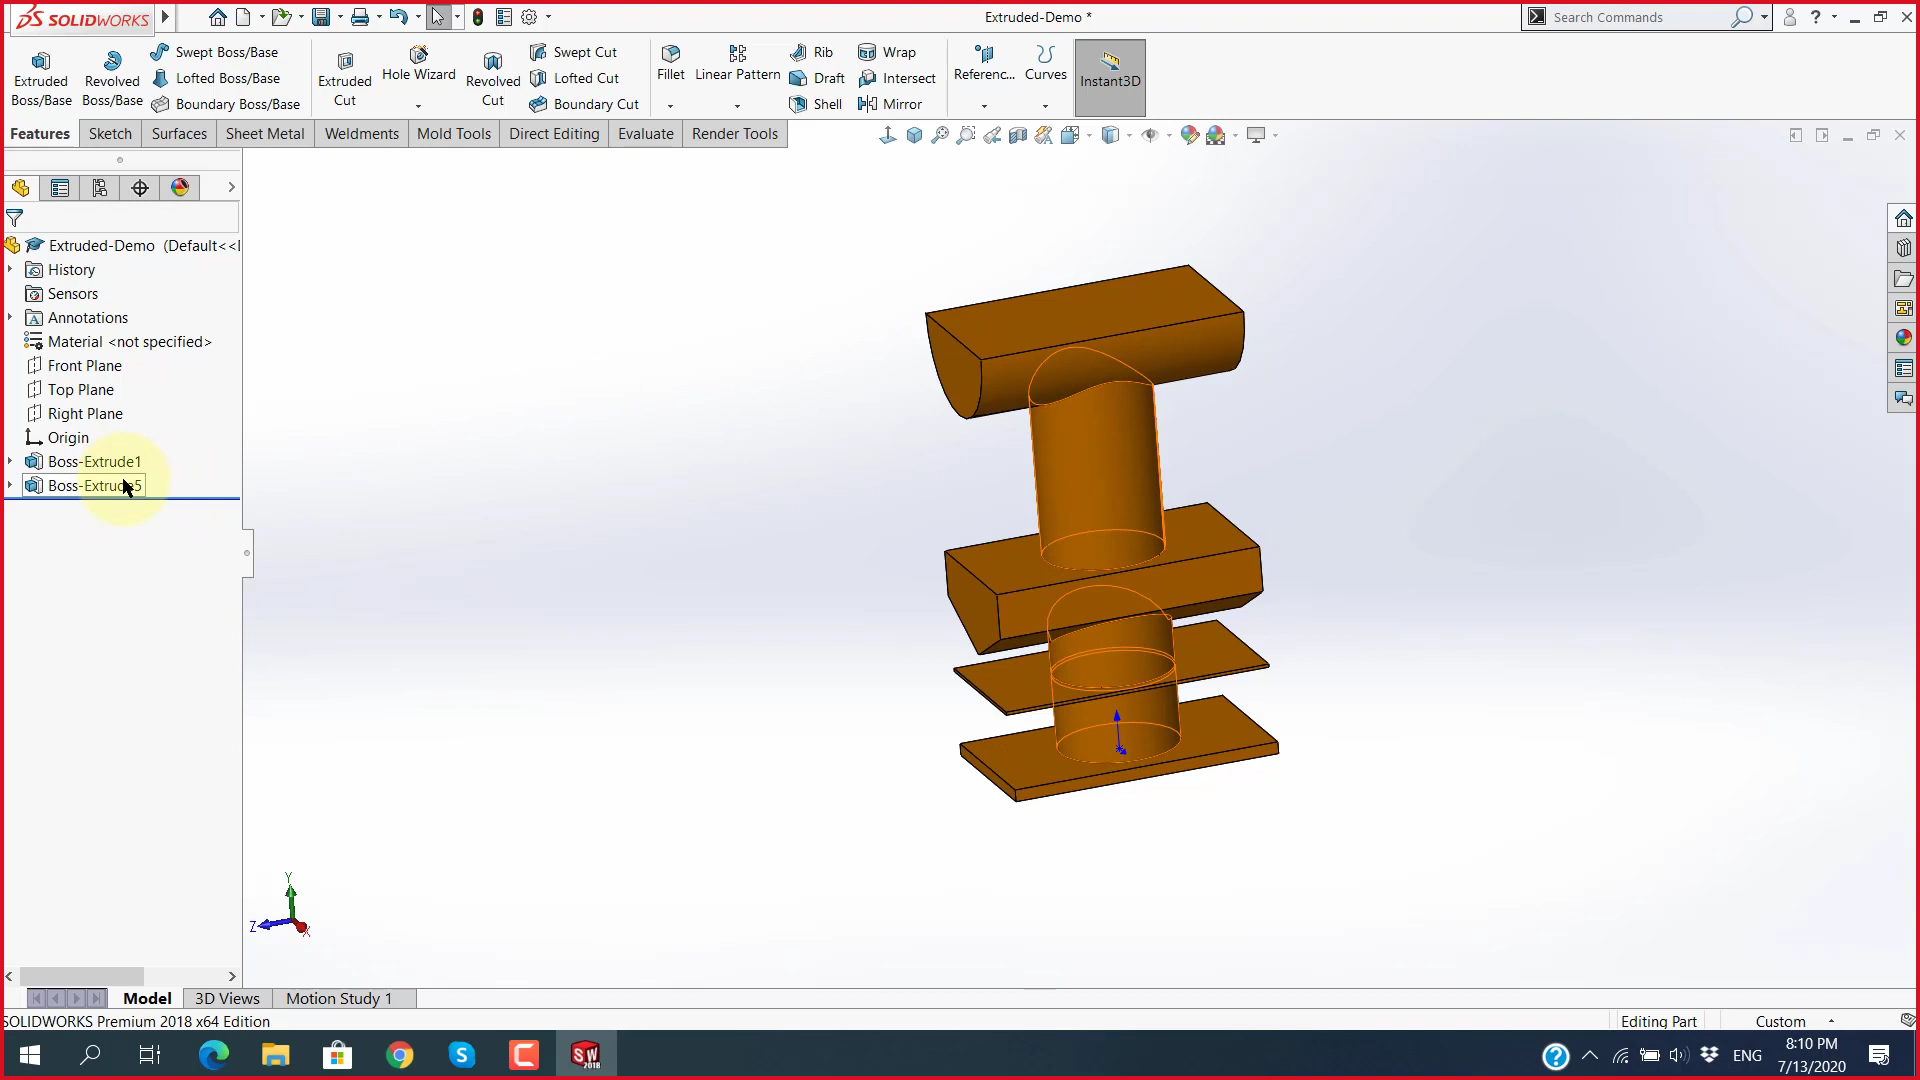 SOLIDWORKS
Extruded-Demo *
Search Commands
Extruded Boss/Base
Revolved Boss/Base
Swept Boss/Base
Lofted Boss/Base
Boundary Boss/Base
Extruded Cut
Hole Wizard
Revolved Cut
Swept Cut
Lofted Cut
Boundary Cut
Fillet
Linear Pattern
Rib
Draft
Shell
Wrap
Intersect
Mirror
Referenc...
Curves
Instant3D
Features
Sketch
Surfaces
Sheet Metal
Weldments
Mold Tools
Direct Editing
Evaluate
Render Tools
Extruded-Demo (Default<<
History
Sensors
Annotations
Material <not specified>
Front Plane
Top Plane
Right Plane
Origin
Boss-Extrude1
Boss-Extrude5
Y
Z
X
Model
3D Views
Motion Study 1
SOLIDWORKS Premium 2018 x64 Edition
Editing Part
Custom
SW
2018
ENG
8:10 PM
7/13/2020